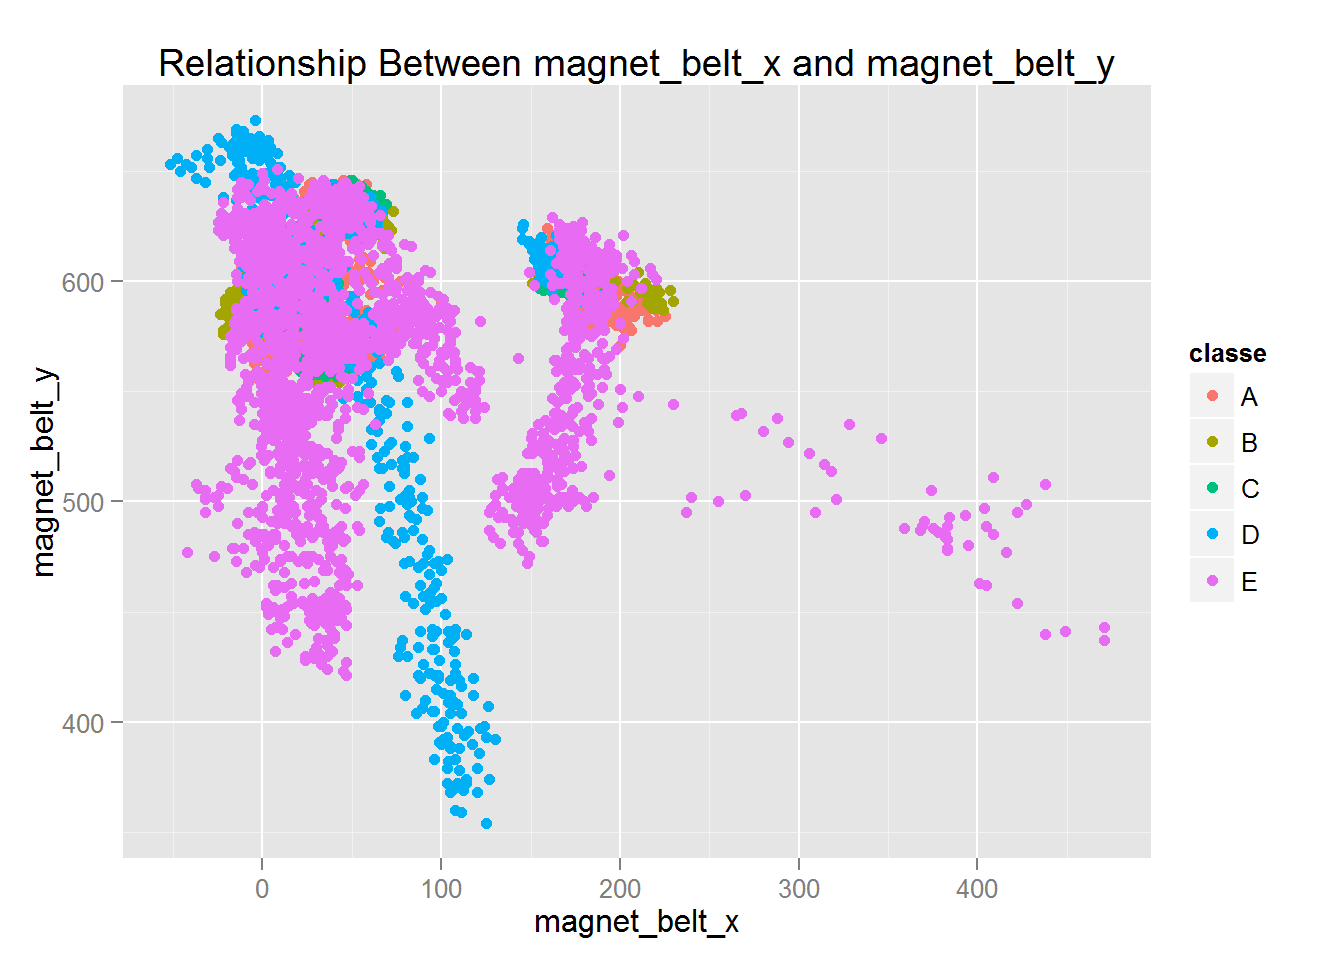 Relationship Between magnet_belt_x and magnet_belt_y
magnet_belt_y
600
500
400
0
100
200
300
400
magnet_belt_x
classe
A
B
C
D
E